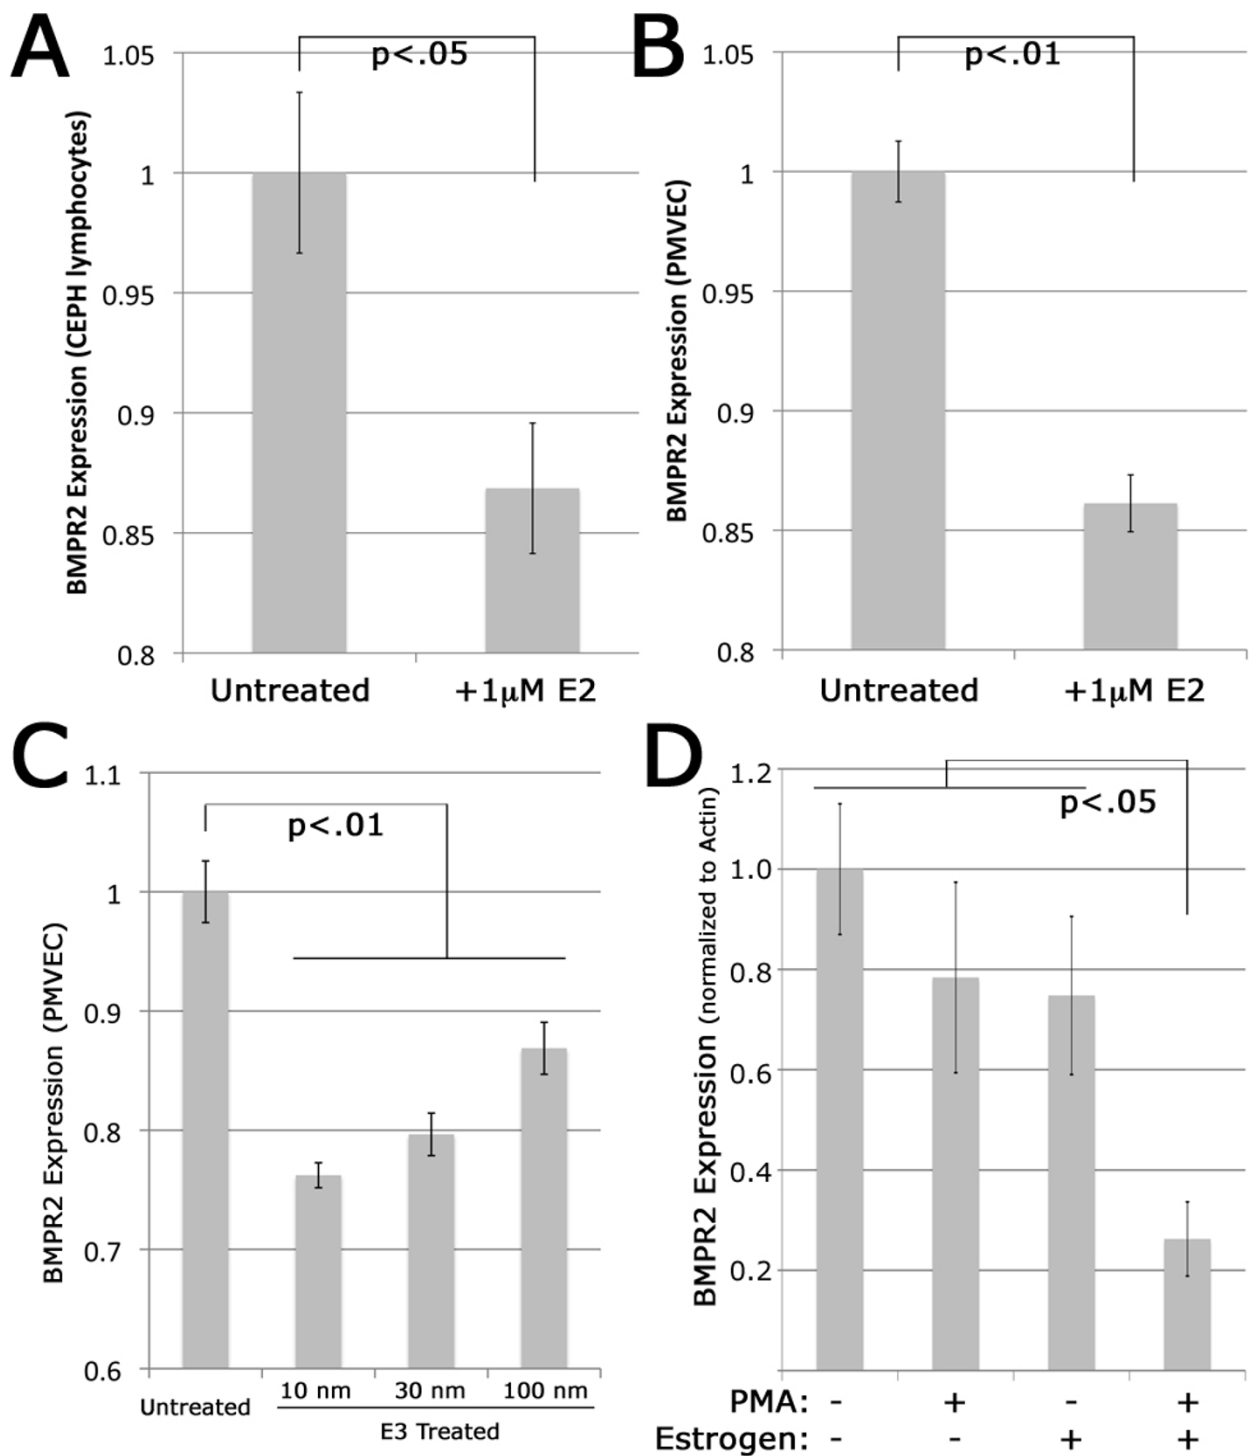 A
BMPR2 Expression (CEPH lymphocytes)
1.05
1
0.95
0.9
0.85
0.8
p<.05
Untreated
+1μM E2
B
BMPR2 Expression (PMVEC)
1.05
1
0.95
0.9
0.85
0.8
p<.01
Untreated
+1μM E2
C
BMPR2 Expression (PMVEC)
1.1
1
0.9
0.8
0.7
0.6
p<.01
Untreated
10 nm
30 nm
100 nm
E3 Treated
D
BMPR2 Expression (normalized to Actin)
1.2
1.0
0.8
0.6
0.4
0.2
p<.05
PMA: - + - +
Estrogen: - - + +